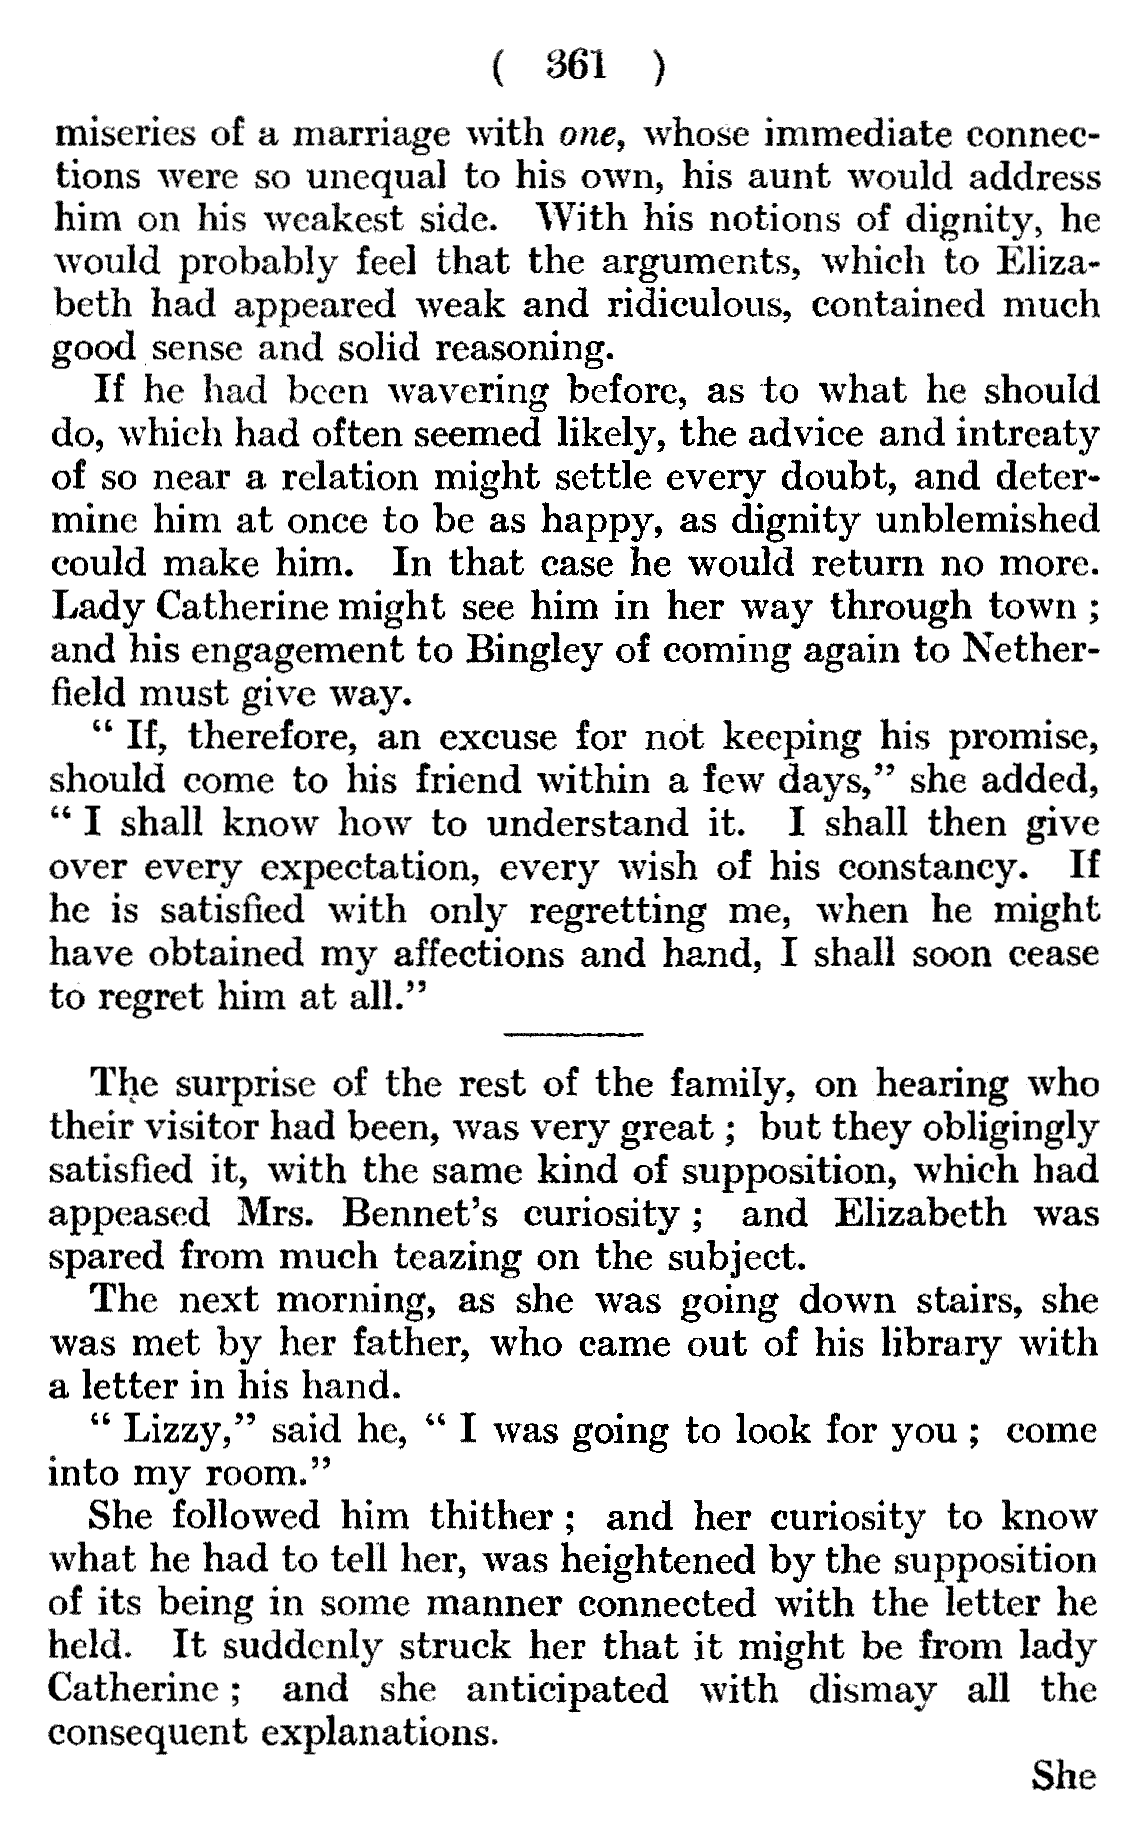 ( 361 )
miseries of a marriage with one, whose immediate connec-
tions were so unequal to his own, his aunt would address
him on his weakest side. With his notions of dignity, he
would probably feel that the arguments, which to Eliza-
beth had appeared weak and ridiculous, contained much
good sense and solid reasoning.
If he had been wavering before, as to what he should
do, which had often seemed likely, the advice and intreaty
of so near a relation might settle every doubt, and deter-
mine him at once to be as happy, as dignity unblemished
could make him. In that case he would return no more.
Lady Catherine might see him in her way through town ;
and his engagement to Bingley of coming again to Nether-
field must give way.
“ If, therefore, an excuse for not keeping his promise,
should come to his friend within a few days,” she added,
“ I shall know how to understand it. I shall then give
over every expectation, every wish of his constancy. If
he is satisfied with only regretting me, when he might
have obtained my affections and hand, I shall soon cease
to regret him at all.”
The surprise of the rest of the family, on hearing who
their visitor had been, was very great ; but they obligingly
satisfied it, with the same kind of supposition, which had
appeased Mrs. Bennet’s curiosity ; and Elizabeth was
spared from much teazing on the subject.
The next morning, as she was going down stairs, she
was met by her father, who came out of his library with
a letter in his hand.
“ Lizzy,” said he, “ I was going to look for you ; come
into my room.”
She followed him thither ; and her curiosity to know
what he had to tell her, was heightened by the supposition
of its being in some manner connected with the letter he
held. It suddenly struck her that it might be from lady
Catherine ; and she anticipated with dismay all the
consequent explanations.
She